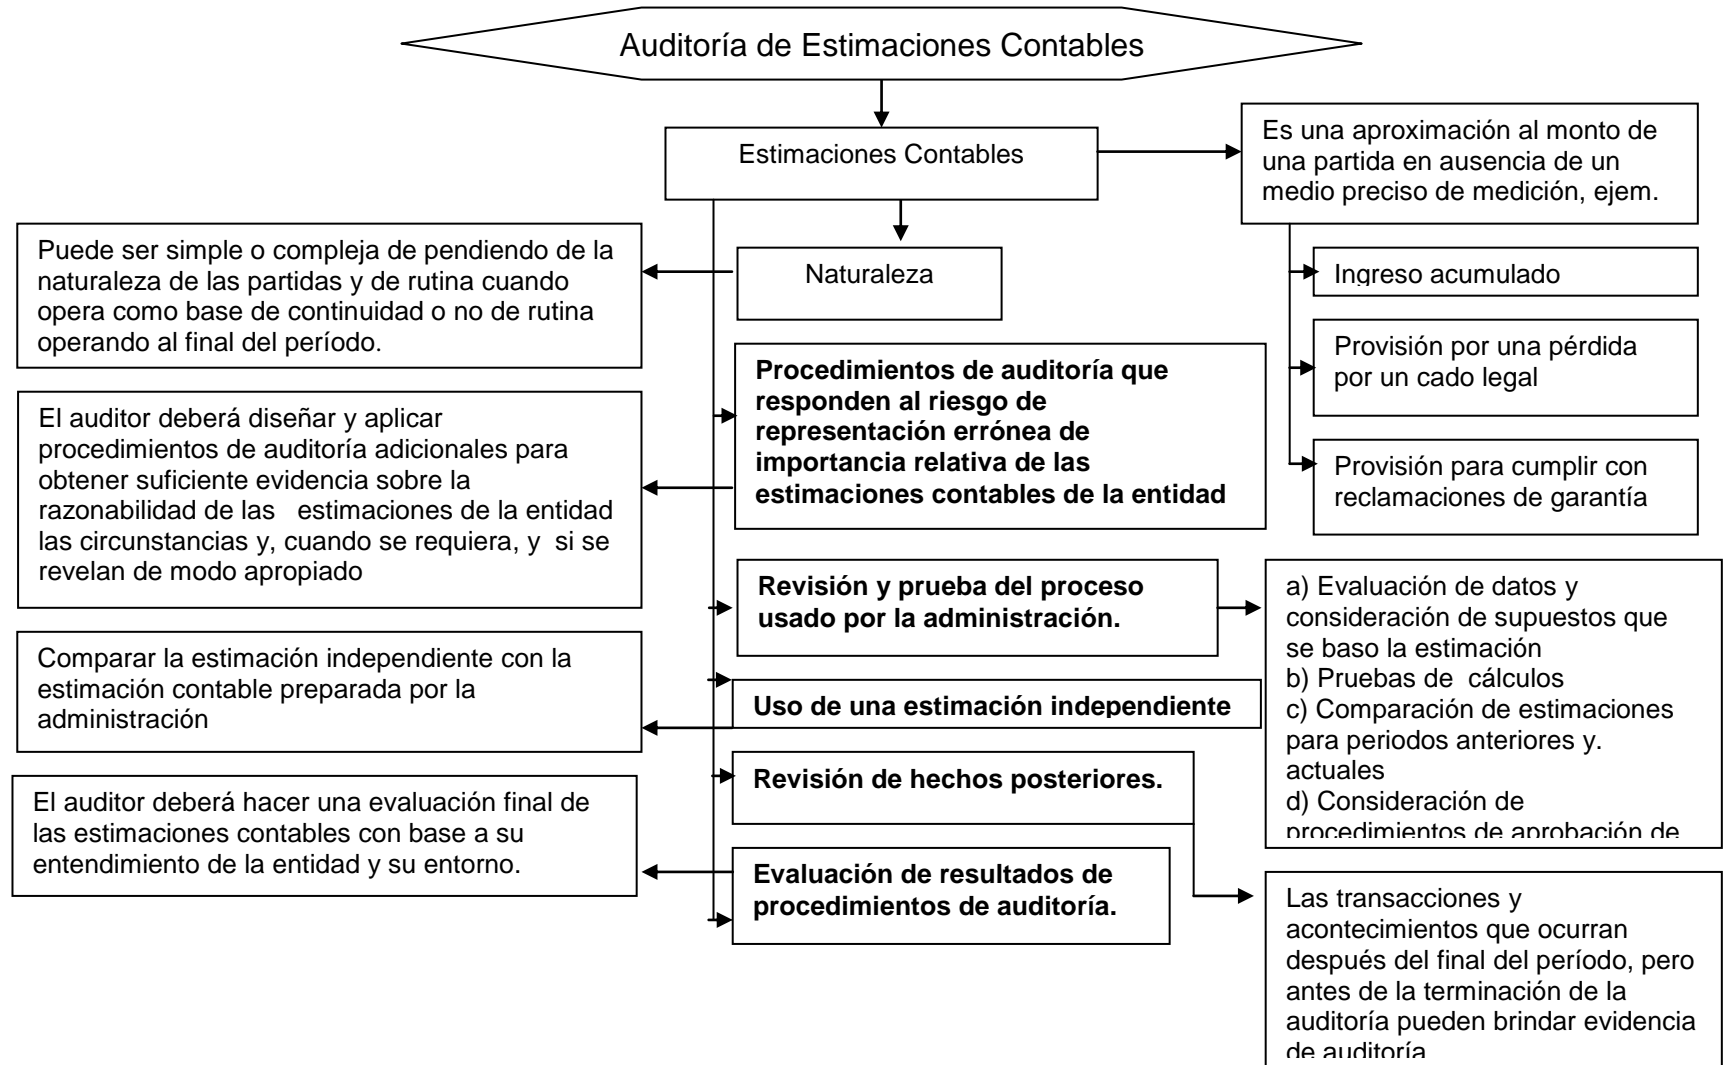 Auditoría de Estimaciones Contables
Estimaciones Contables
Es una aproximación al monto de
una partida en ausencia de un
medio preciso de medición, ejem.
Ingreso acumulado
Provisión por una pérdida
por un cado legal
Provisión para cumplir con
reclamaciones de garantía
Naturaleza
Puede ser simple o compleja de pendiendo de la
naturaleza de las partidas y de rutina cuando
opera como base de continuidad o no de rutina
operando al final del período.
Procedimientos de auditoría que
responden al riesgo de
representación errónea de
importancia relativa de las
estimaciones contables de la entidad
El auditor deberá diseñar y aplicar
procedimientos de auditoría adicionales para
obtener suficiente evidencia sobre la
razonabilidad de las estimaciones de la entidad
las circunstancias y, cuando se requiera, y si se
revelan de modo apropiado
Revisión y prueba del proceso
usado por la administración.
a) Evaluación de datos y
consideración de supuestos que
se baso la estimación
b) Pruebas de cálculos
c) Comparación de estimaciones
para periodos anteriores y.
actuales
d) Consideración de
procedimientos de aprobación de
Uso de una estimación independiente
Comparar la estimación independiente con la
estimación contable preparada por la
administración
Revisión de hechos posteriores.
Las transacciones y
acontecimientos que ocurran
después del final del período, pero
antes de la terminación de la
auditoría pueden brindar evidencia
de auditoría
Evaluación de resultados de
procedimientos de auditoría.
El auditor deberá hacer una evaluación final de
las estimaciones contables con base a su
entendimiento de la entidad y su entorno.